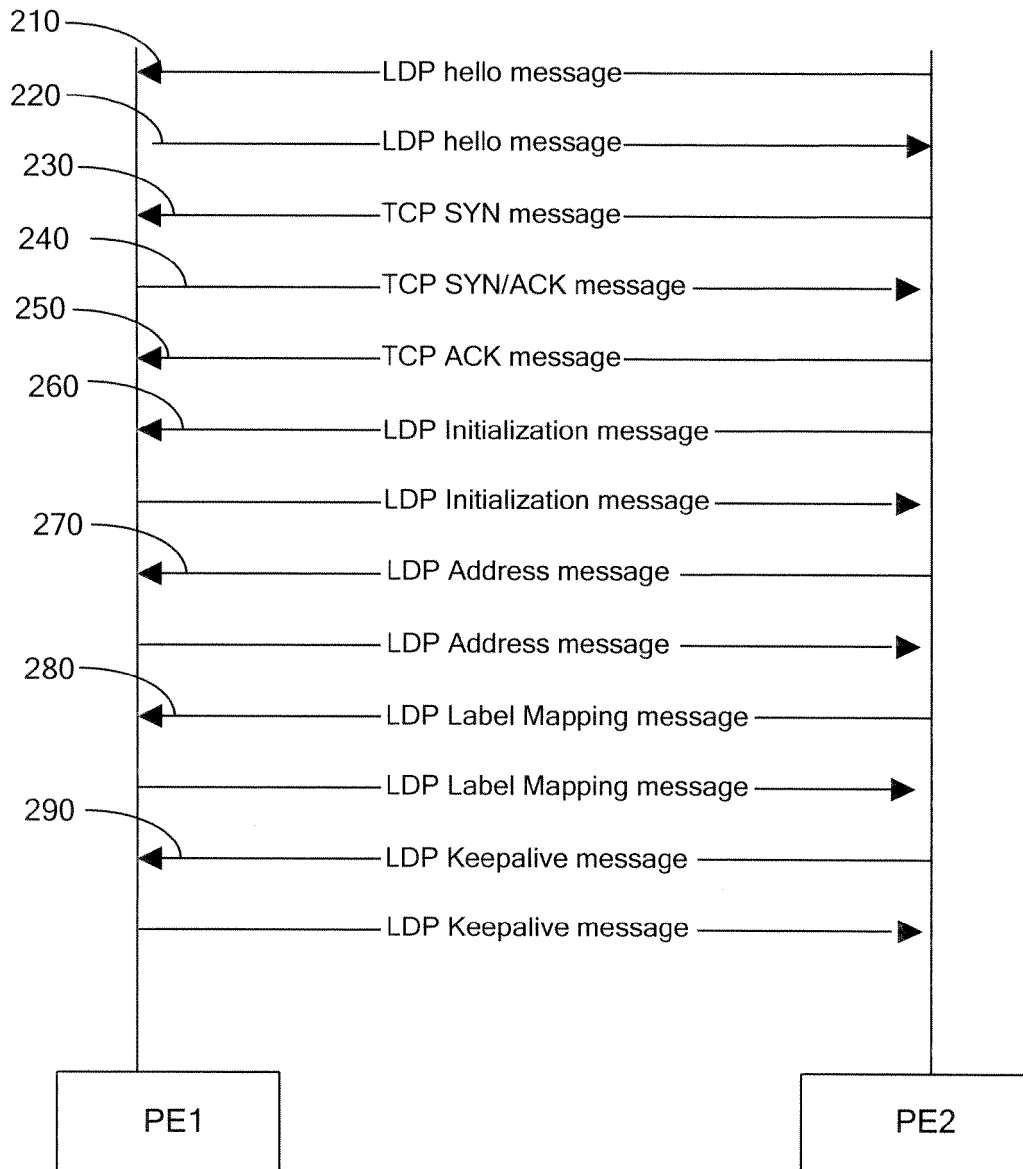 210
LDP hello message
220
LDP hello message
230
TCP SYN message
240
TCP SYN/ACK message
250
TCP ACK message
260
LDP Initialization message
LDP Initialization message
270
LDP Address message
LDP Address message
280
LDP Label Mapping message
LDP Label Mapping message
290
LDP Keepalive message
LDP Keepalive message
PE1
PE2